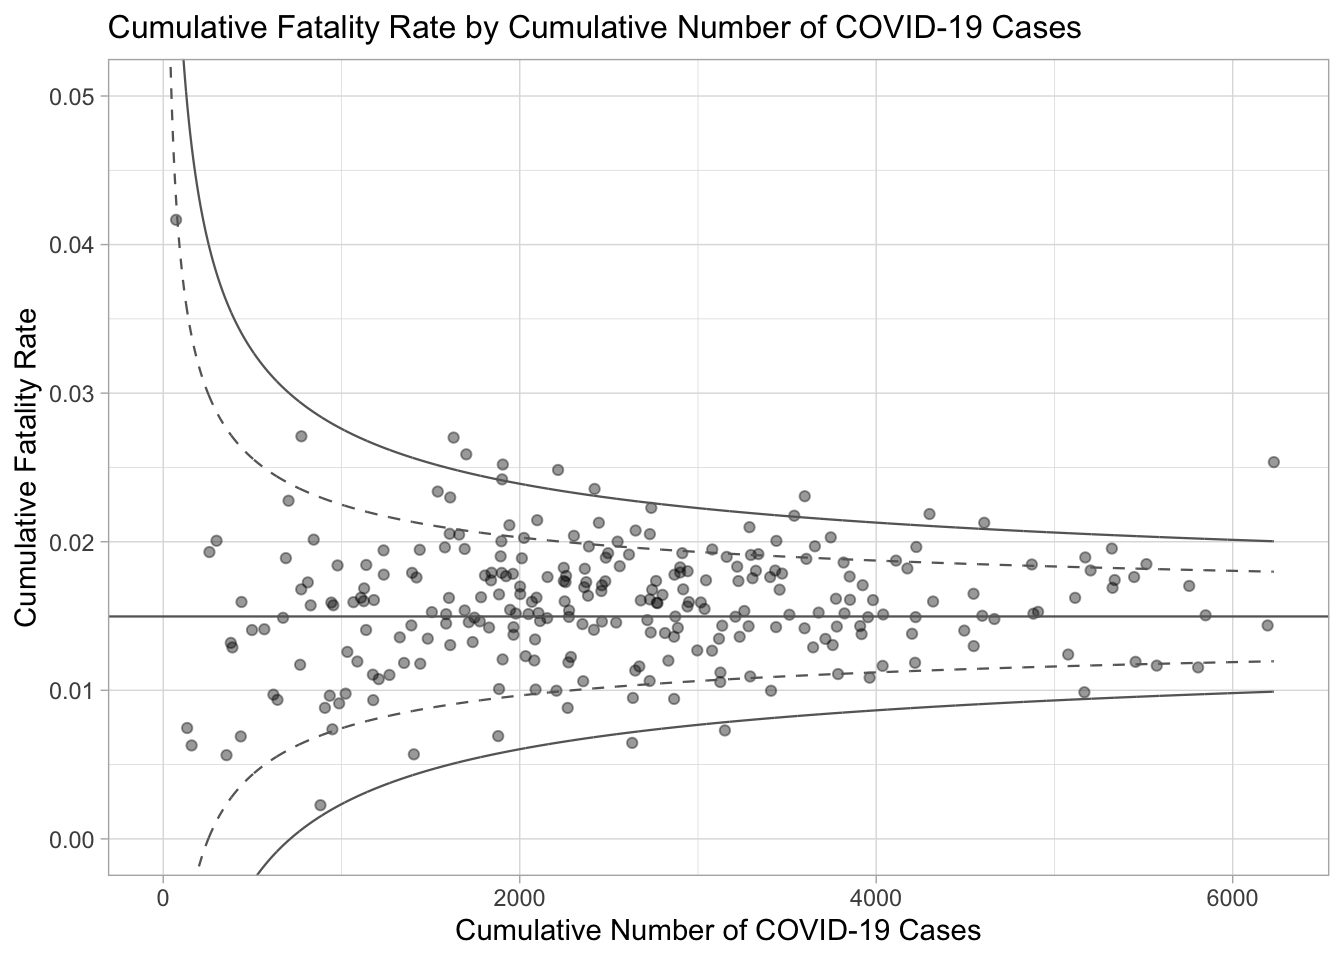 Cumulative Fatality Rate by Cumulative Number of COVID-19 Cases
0.05
0.04
0.03
0.02
0.01
0.00
Cumulative Fatality Rate
0 2000 4000 6000
Cumulative Number of COVID-19 Cases